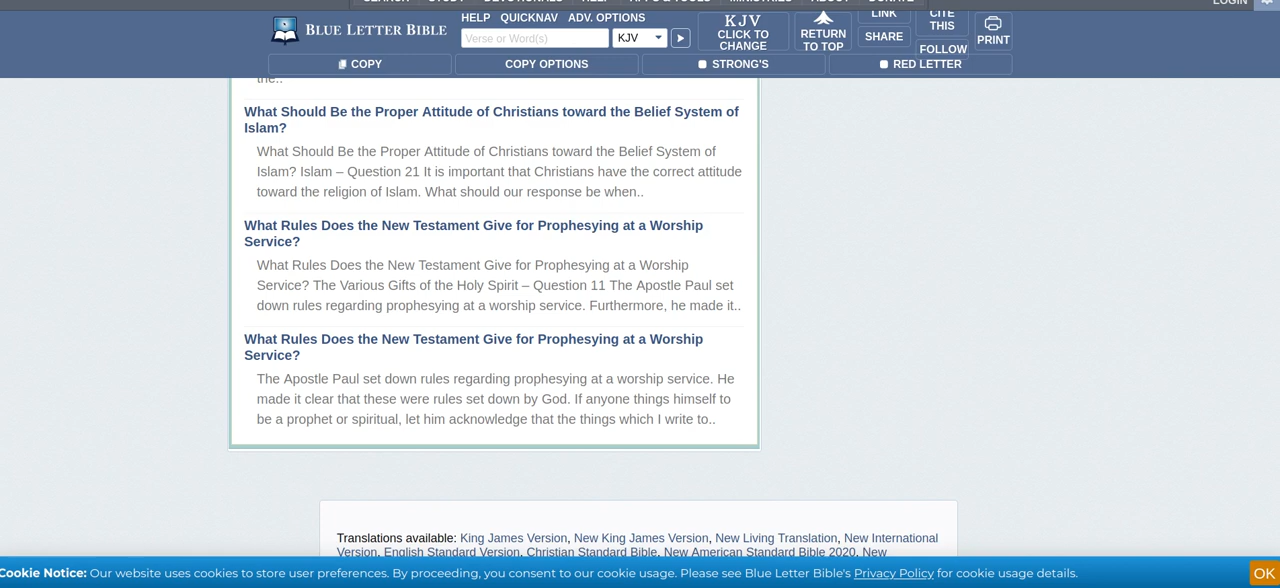 SEARCH STUDY DEVOTIONALS HELP APPS & TOOLS MINISTRIES ABOUT DONATE
LOGIN
BLUE LETTER BIBLE
HELP QUICKNAV ADV. OPTIONS
Verse or Word(s)
KJV
KJV
CLICK TO
CHANGE
RETURN
TO TOP
LINK
SHARE
CITE
THIS
FOLLOW
PRINT
COPY
COPY OPTIONS
STRONG'S
RED LETTER
the..
What Should Be the Proper Attitude of Christians toward the Belief System of
Islam?
What Should Be the Proper Attitude of Christians toward the Belief System of
Islam? Islam – Question 21 It is important that Christians have the correct attitude
toward the religion of Islam. What should our response be when..
What Rules Does the New Testament Give for Prophesying at a Worship
Service?
What Rules Does the New Testament Give for Prophesying at a Worship
Service? The Various Gifts of the Holy Spirit – Question 11 The Apostle Paul set
down rules regarding prophesying at a worship service. Furthermore, he made it..
What Rules Does the New Testament Give for Prophesying at a Worship
Service?
The Apostle Paul set down rules regarding prophesying at a worship service. He
made it clear that these were rules set down by God. If anyone things himself to
be a prophet or spiritual, let him acknowledge that the things which I write to..
Translations available: King James Version, New King James Version, New Living Translation, New International
Version, English Standard Version, Christian Standard Bible, New American Standard Bible 2020, New
Cookie Notice: Our website uses cookies to store user preferences. By proceeding, you consent to our cookie usage. Please see Blue Letter Bible's Privacy Policy for cookie usage details.
OK